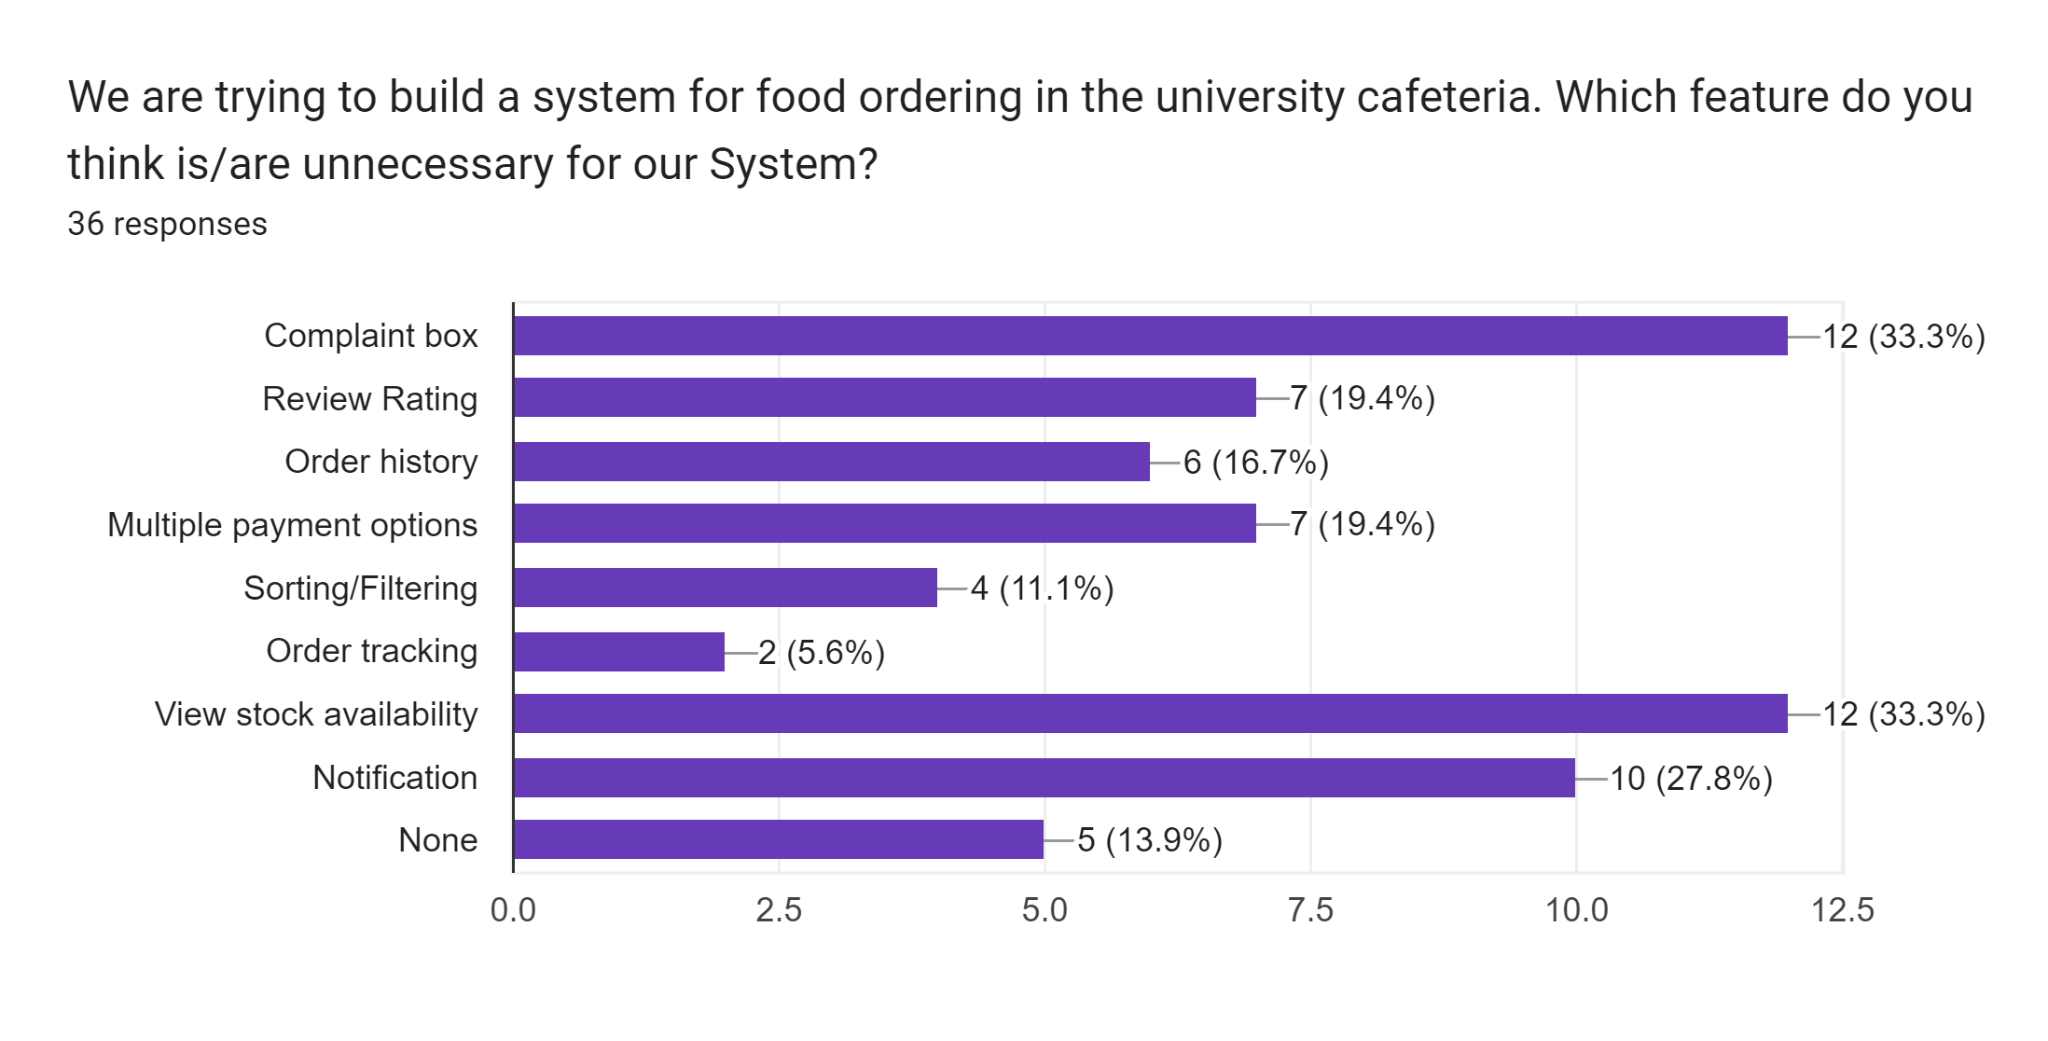 We are trying to build a system for food ordering in the university cafeteria. Which feature do you
think is/are unnecessary for our System?
36 responses
Complaint box 12 (33.3%)
Review Rating 7 (19.4%)
Order history 6 (16.7%)
Multiple payment options 7 (19.4%)
Sorting/Filtering 4 (11.1%)
Order tracking 2 (5.6%)
View stock availability 12 (33.3%)
Notification 10 (27.8%)
None 5 (13.9%)
0.0 2.5 5.0 7.5 10.0 12.5